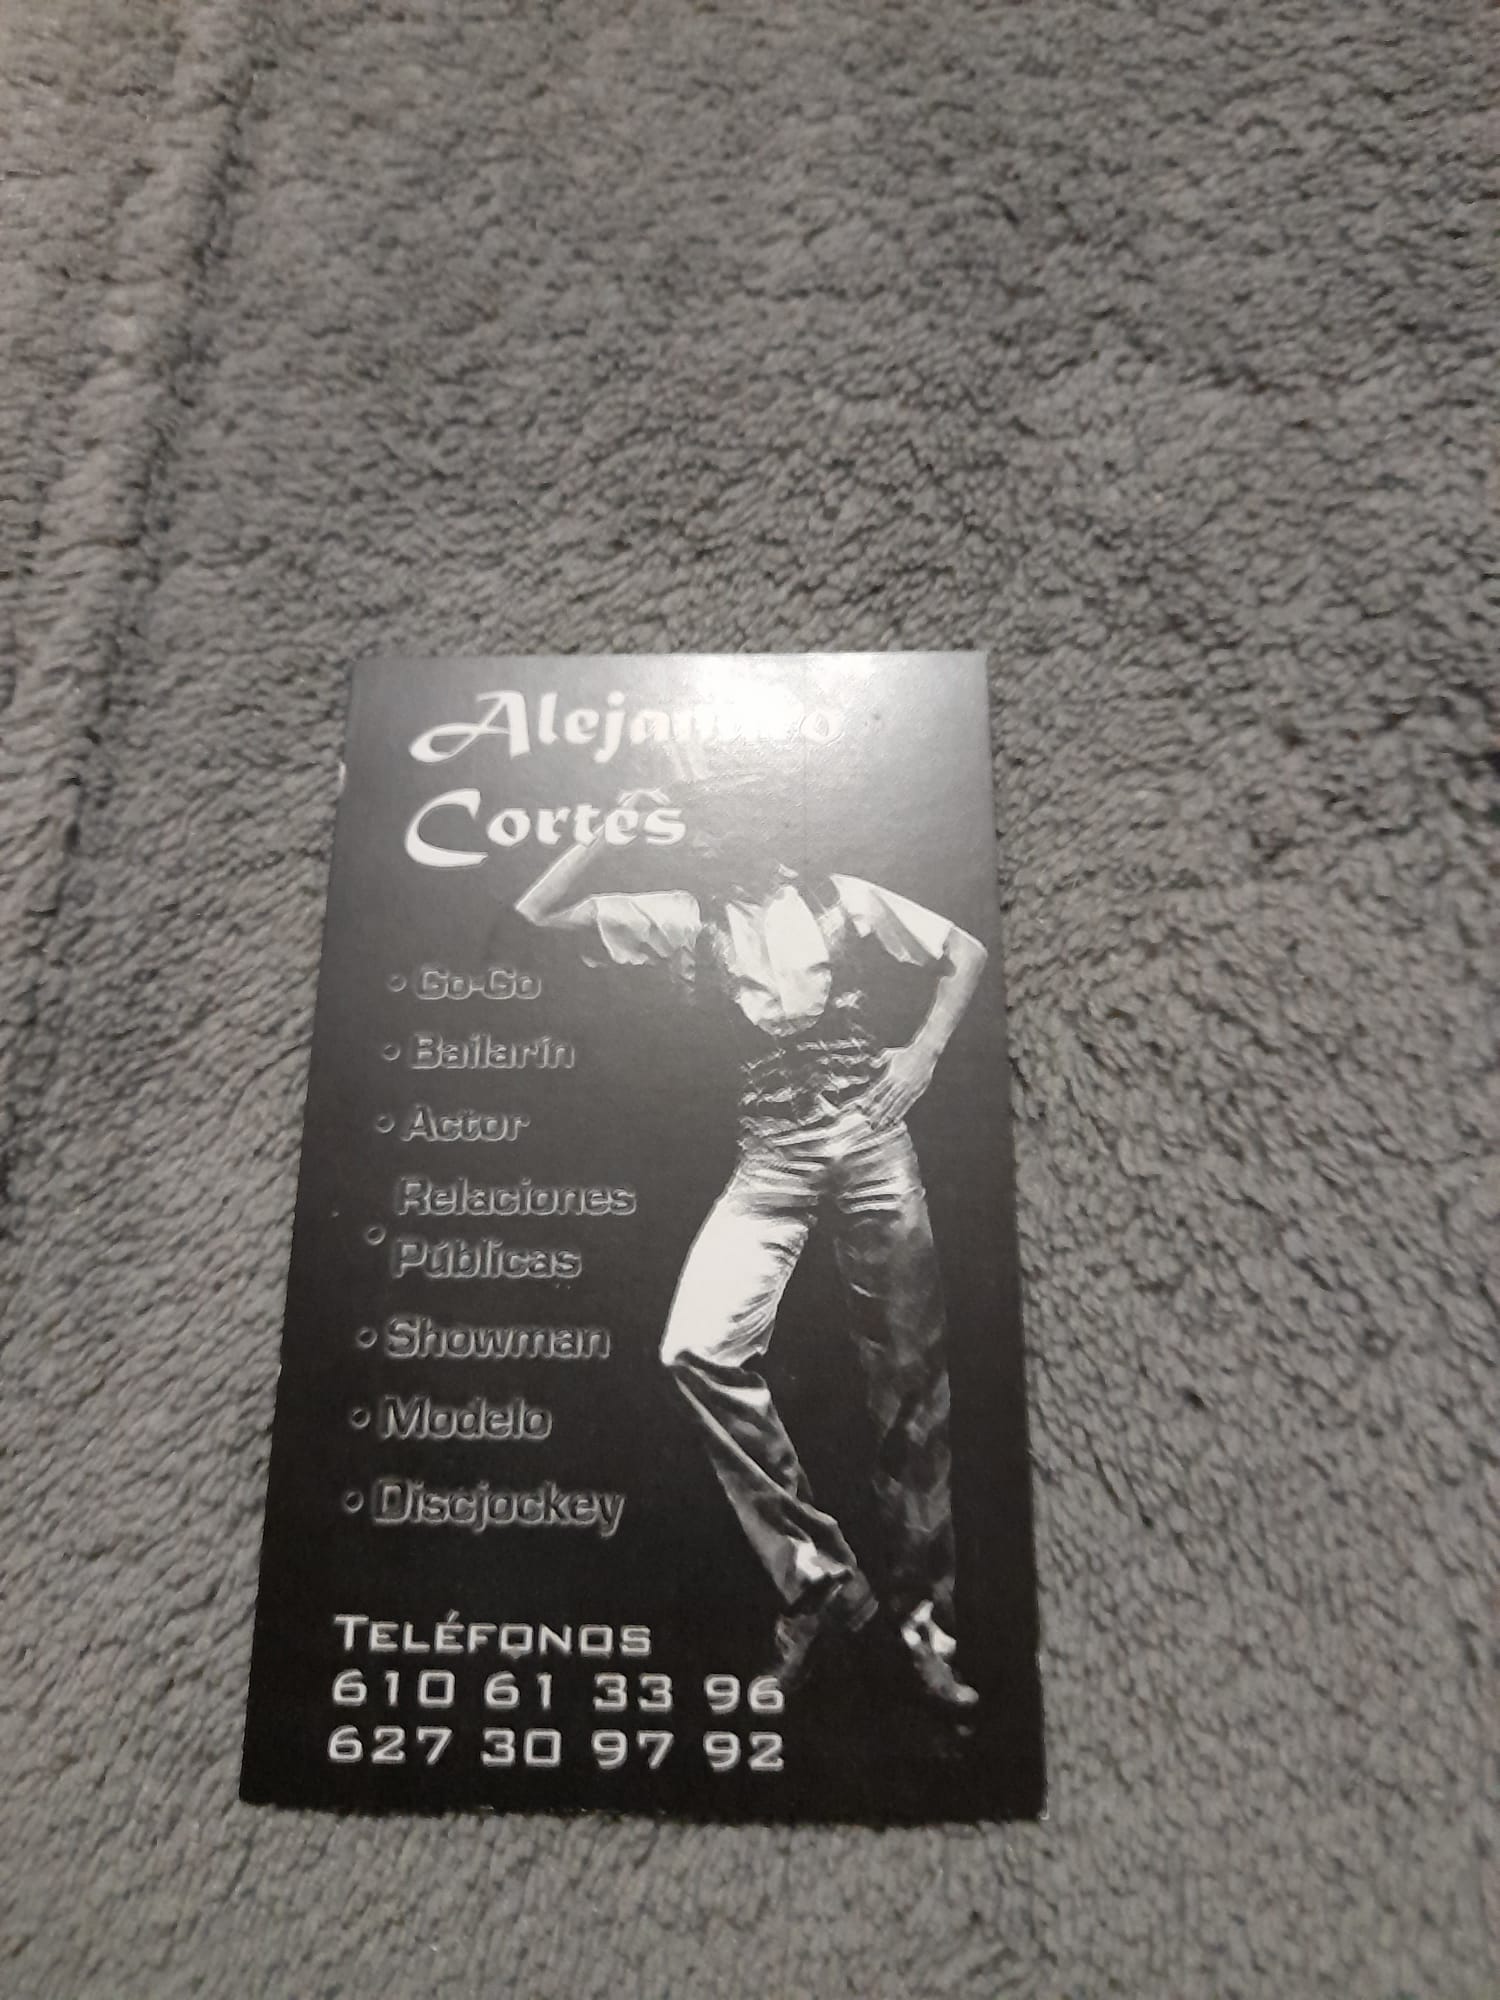 Alejandro
Cortés
• Go-Go
• Bailarín
• Actor
• Relaciones
Públicas
• Showman
• Modelo
• Discjockey
TELÉFONOS
610 61 33 96
627 30 97 92